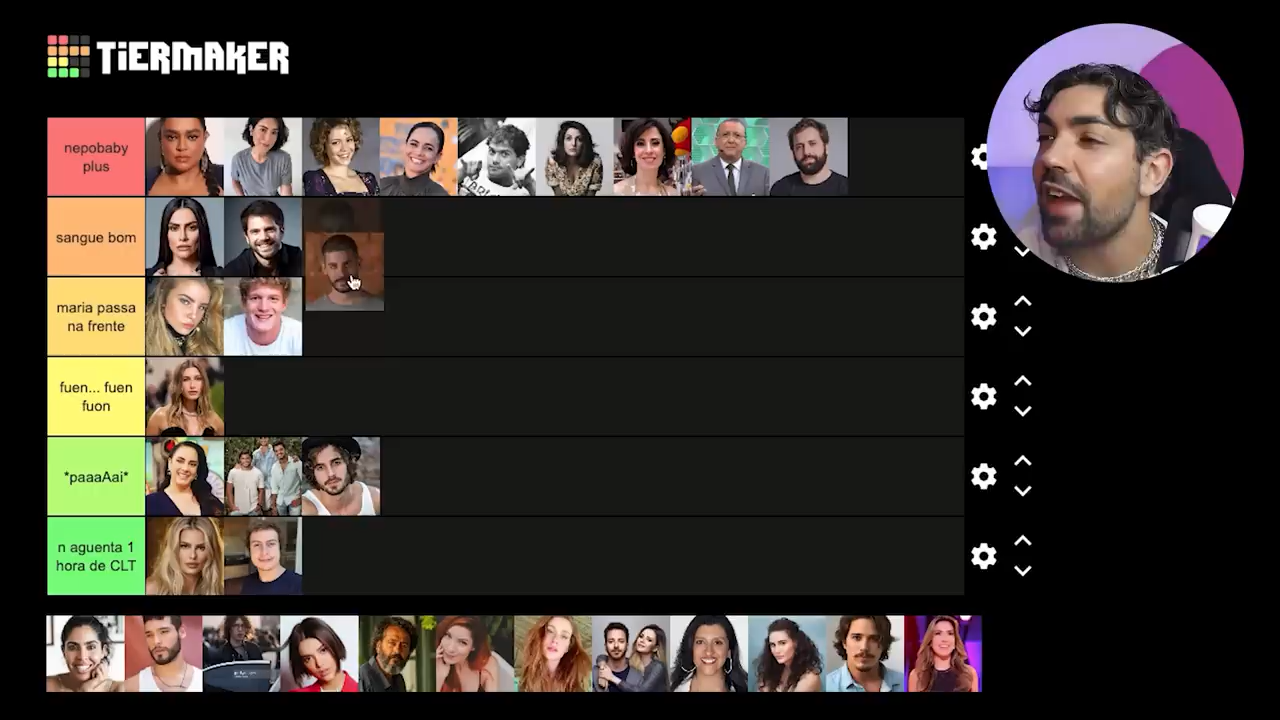 TiERMAKER
nepobaby
plus
sangue bom
maria passa
na frente
fuen... fuen
fuon
*paaaAai*
n aguenta 1
hora de CLT